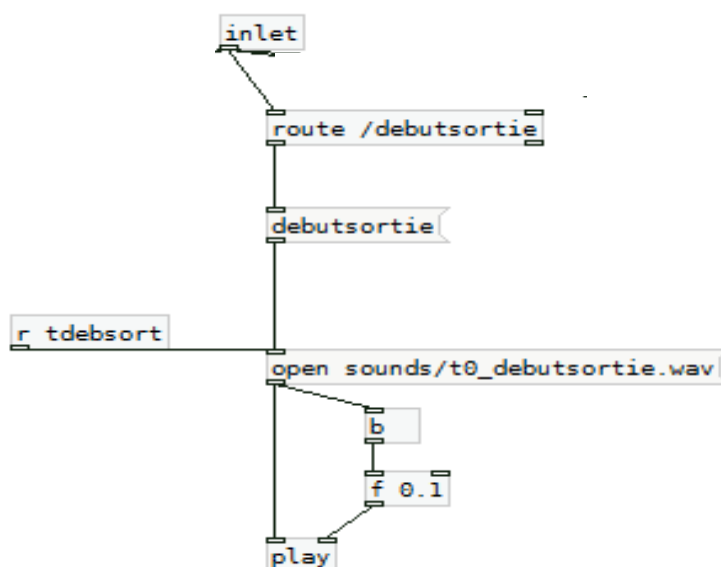 inlet
route /debutsortie
debutsortie
r tdebsort
open sounds/t0_debutsortie.wav
b
f 0.1
play